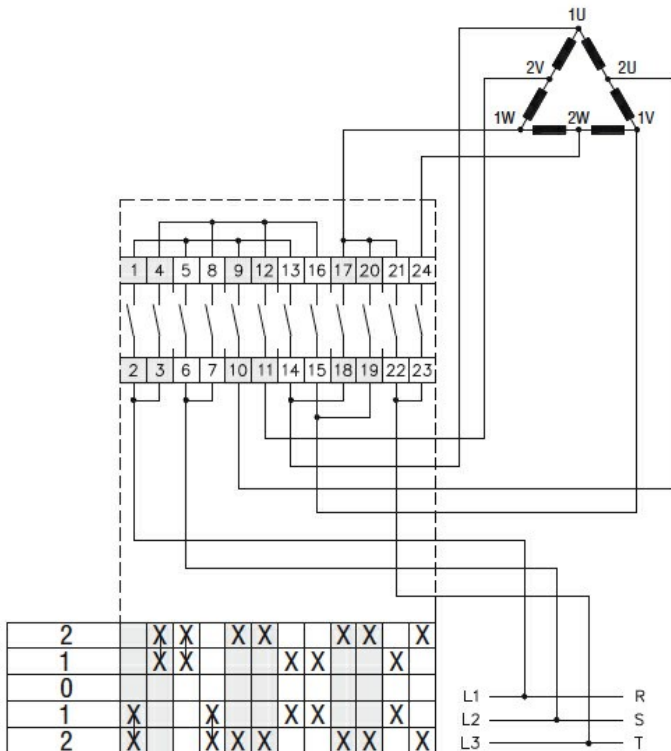 1U
2V 2U
1W 2W 1V
1 4 5 8 9 12 13 16 17 20 21 24
2 3 6 7 10 11 14 15 18 19 22 23
2 X X X X X X X
1 X X X X X
0
1 X X X X X
2 X X X X X X X
L1 R
L2 S
L3 T